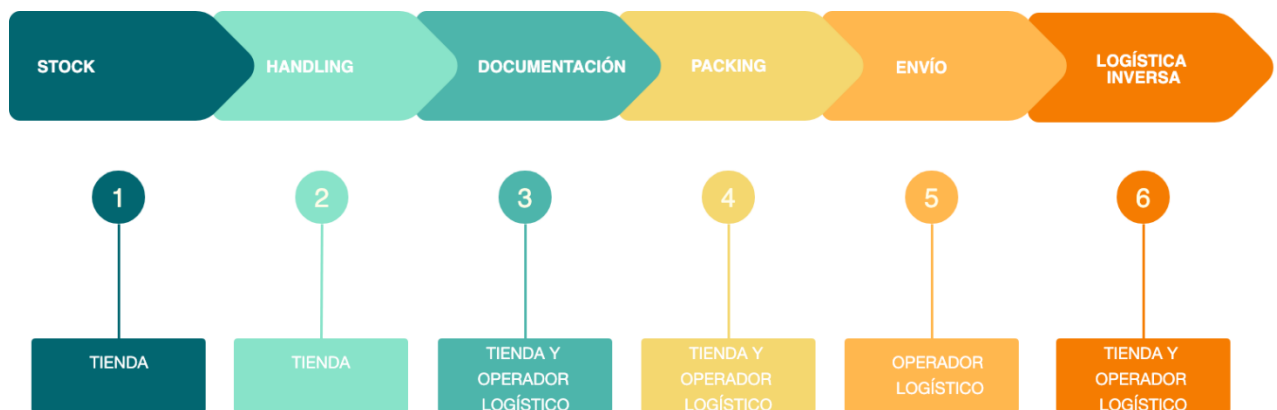 STOCK
HANDLING
DOCUMENTACIÓN
PACKING
ENVÍO
LOGÍSTICA
INVERSA
1
2
3
4
5
6
TIENDA
TIENDA
TIENDA Y
OPERADOR
LOGÍSTICO
TIENDA Y
OPERADOR
LOGÍSTICO
OPERADOR
LOGÍSTICO
TIENDA Y
OPERADOR
LOGÍSTICO